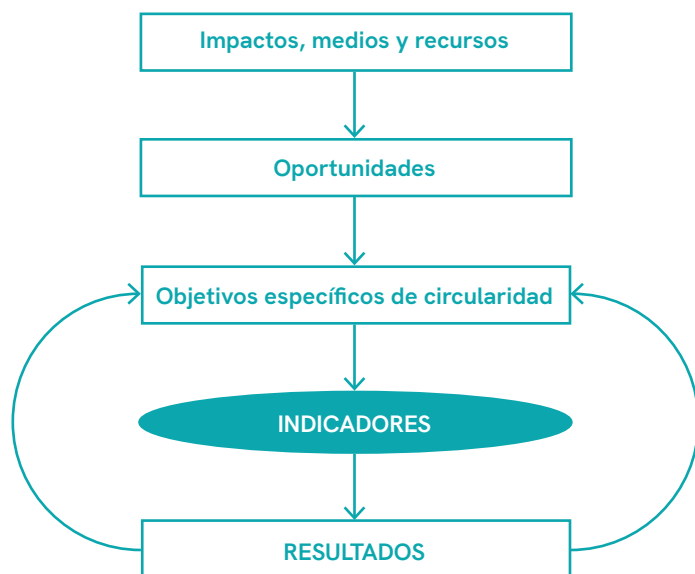 Impactos, medios y recursos
Oportunidades
Objetivos específicos de circularidad
INDICADORES
RESULTADOS